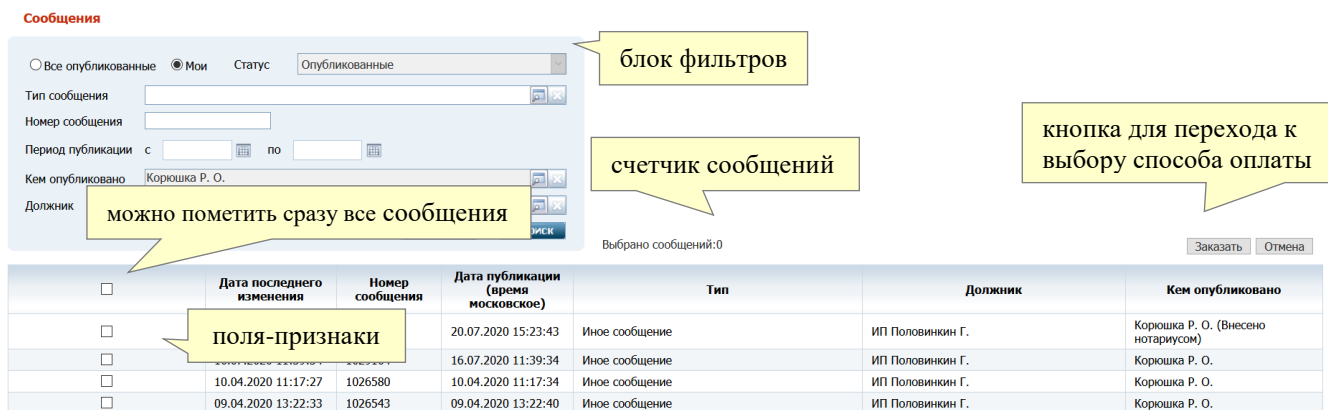 Сообщения
Все опубликованные Мои Статус Опубликованные
блок фильтров
Тип сообщения
Номер сообщения
Период публикации с по
кнопка для перехода к
выбору способа оплаты
счетчик сообщений
Кем опубликовано Корюшка Р. О.
Должник
можно пометить сразу все сообщения
Выбрано сообщений:0
Заказать Отмена
Дата последнего изменения Номер сообщения Дата публикации (время московское) Тип Должник Кем опубликовано
поля-признаки
20.07.2020 15:23:43 Иное сообщение ИП Половинкин Г. Корюшка Р. О. (Внесено
нотариусом)
16.07.2020 11:39:34 Иное сообщение ИП Половинкин Г. Корюшка Р. О.
10.04.2020 11:17:27 1026580 10.04.2020 11:17:34 Иное сообщение ИП Половинкин Г. Корюшка Р. О.
09.04.2020 13:22:33 1026543 09.04.2020 13:22:40 Иное сообщение ИП Половинкин Г. Корюшка Р. О.